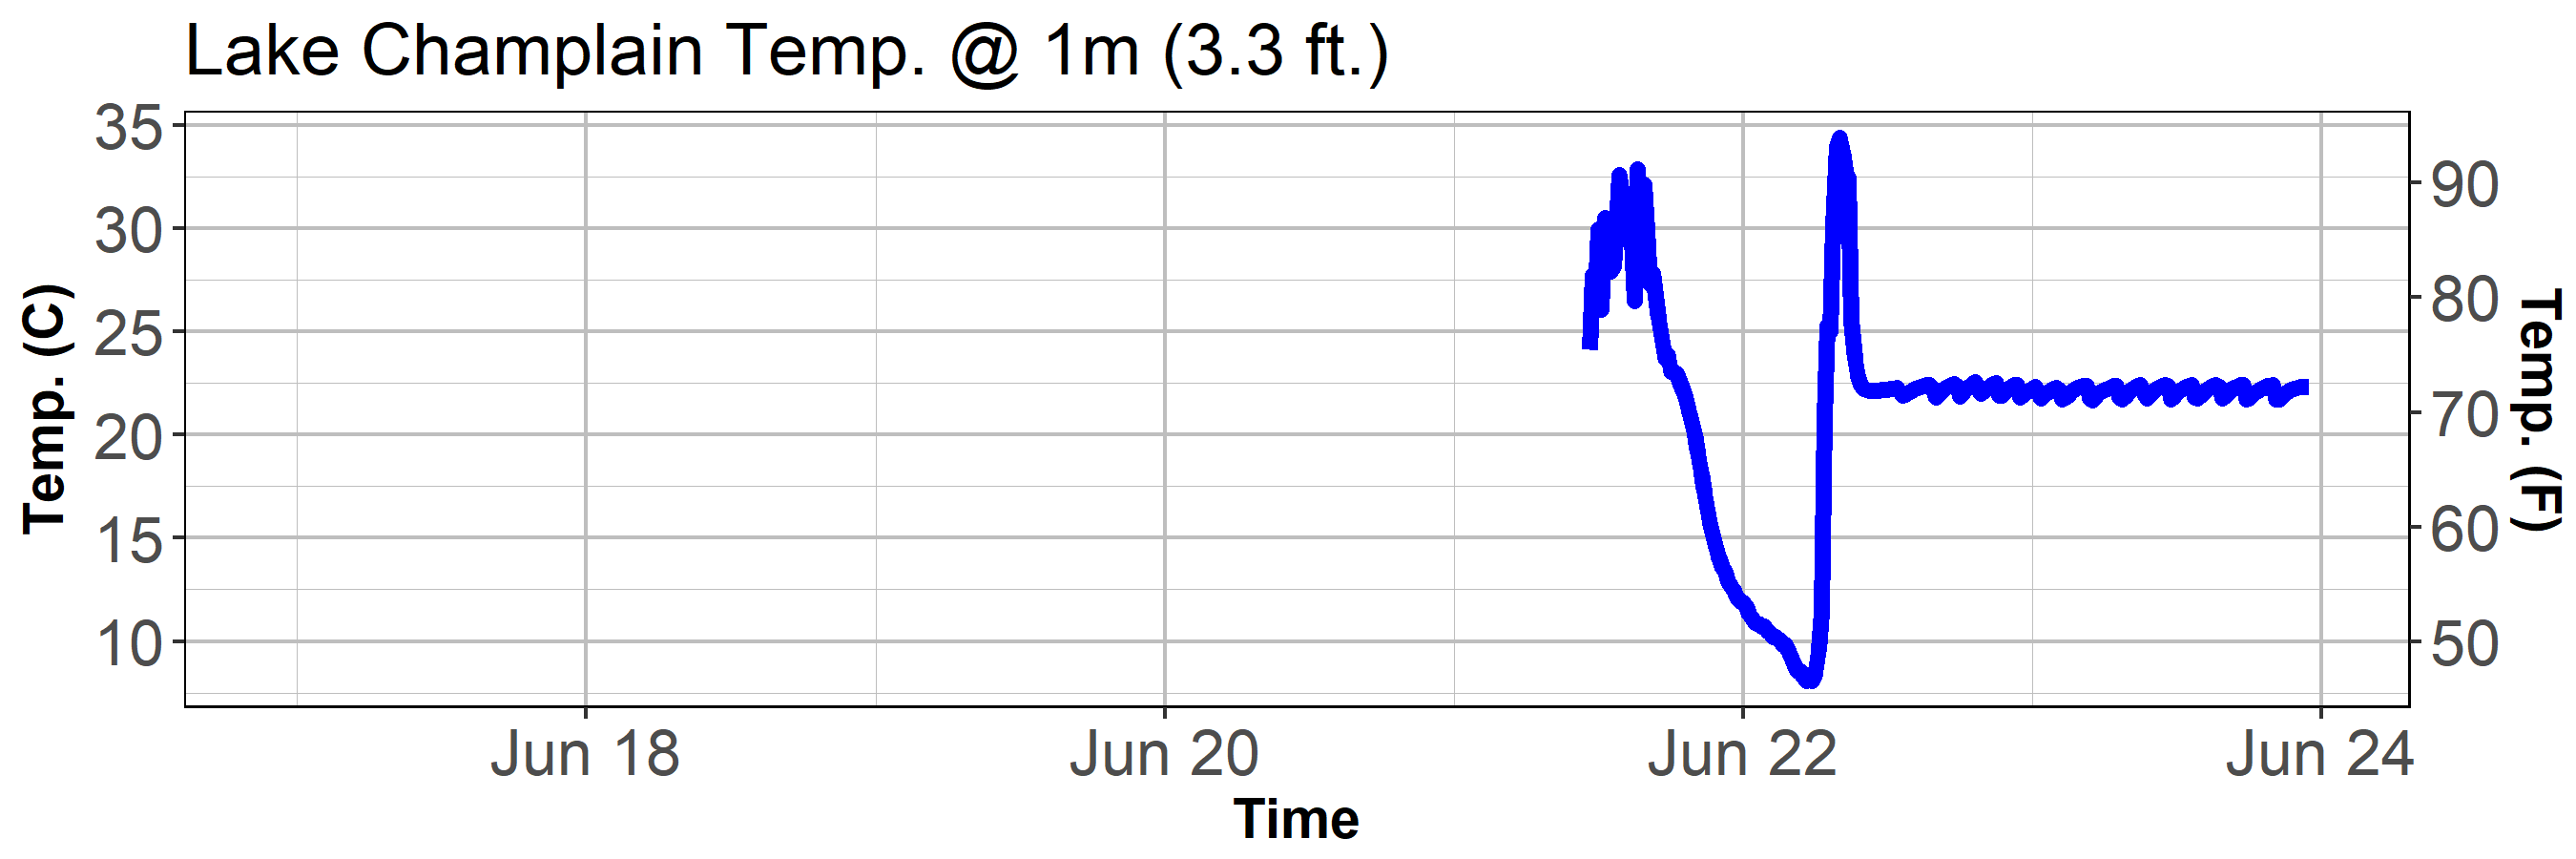 Lake Champlain Temp. @ 1m (3.3 ft.)
35
30
25
20
15
10
Temp. (C)
90
80
70
60
50
Temp. (F)
Jun 18
Jun 20
Jun 22
Jun 24
Time